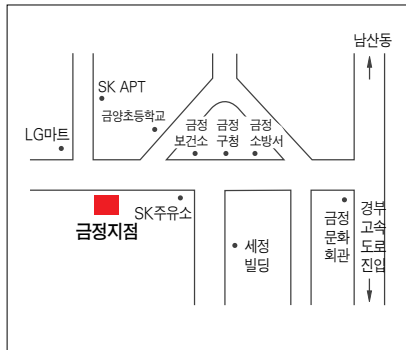 남산동
SK APT
금양초등학교
LG마트
금정
보건소
금정
구청
금정
소방서
SK주유소
금정지점
세정
빌딩
금정
문화
회관
경부
고속
도로
진입